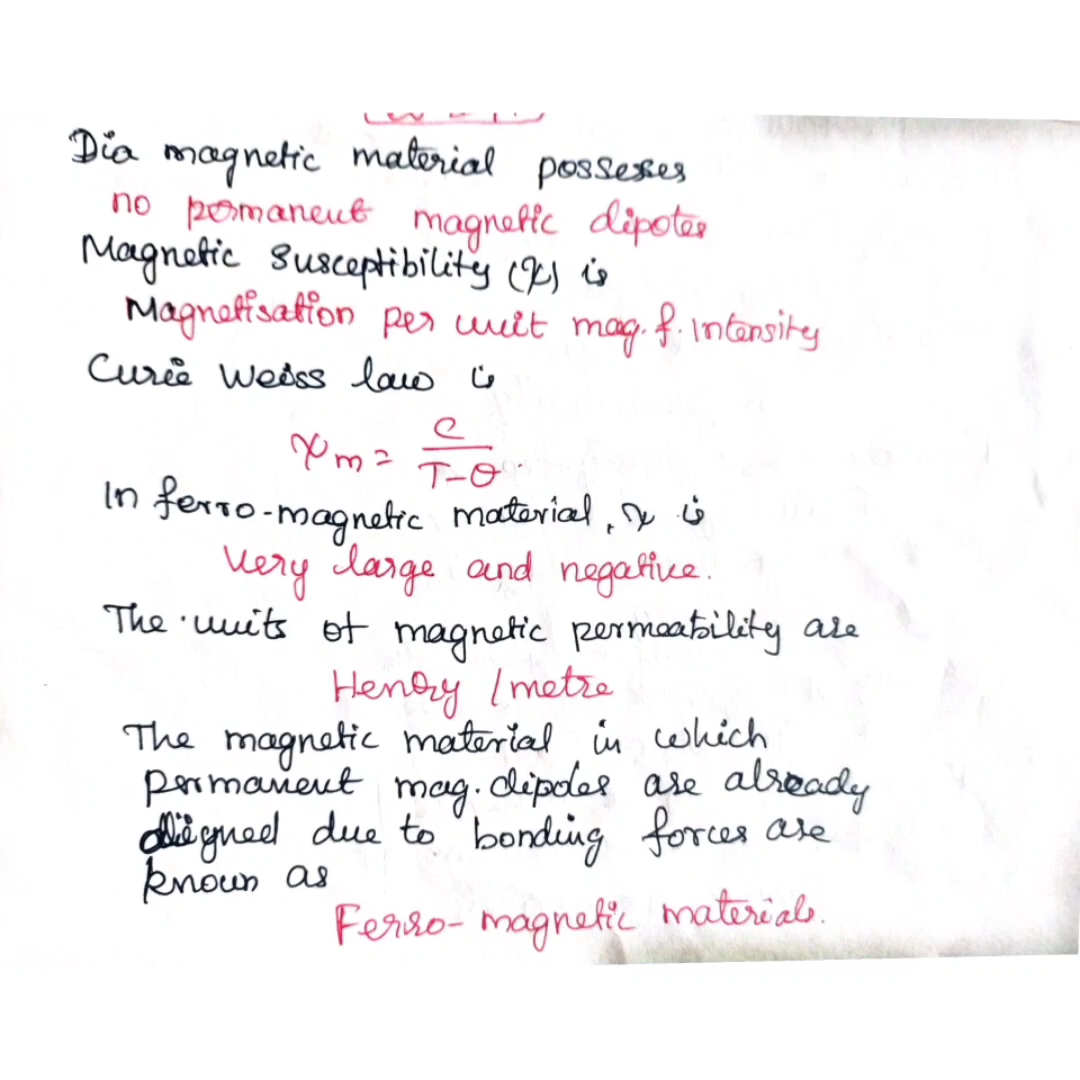 Dia magnetic material possesses
no permanent magnetic dipoles
Magnetic Susceptibility (χ) is
Magnetisation per unit mag. f. intensity
Curie Weiss law is
χm = C / T-θ
In ferro-magnetic material, χ is
Very large and negative.
The units of magnetic permeability are
Henry / metre
The magnetic material in which
permanent mag. dipoles are already
aligned due to bonding forces are
known as
Ferro-magnetic materials.